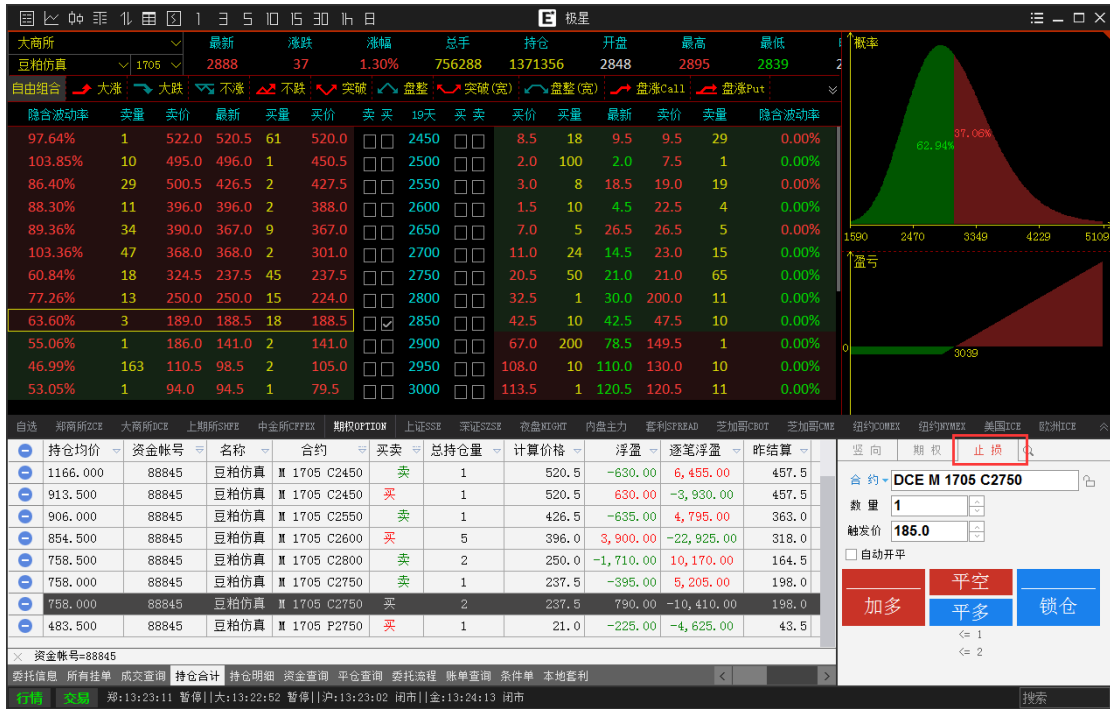 1 3 5 10 15 30 1h 日 E 极星
大商所 最新 涨跌 涨幅 总手 持仓 开盘 最高 最低
豆粕仿真 1705 2888 37 1.30% 756288 1371356 2848 2895 2839 2
自由组合 大涨 大跌 不涨 不跌 突破 盘整 突破(宽) 盘整(宽) 盘涨Call 盘涨Put
隐含波动率 卖量 卖价 最新 买量 买价 卖 买 19天 买 卖 买价 买量 最新 卖价 卖量 隐含波动率
97.64% 1 522.0 520.5 61 520.0 2450 8.5 18 9.5 9.5 29 0.00%
103.85% 10 495.0 496.0 1 450.5 2500 2.0 100 2.0 7.5 1 0.00%
86.40% 29 500.5 426.5 2 427.5 2550 3.0 8 18.5 19.0 19 0.00%
88.30% 11 396.0 396.0 2 388.0 2600 1.5 10 4.5 22.5 4 0.00%
89.36% 34 390.0 367.0 9 367.0 2650 7.0 5 26.5 26.5 5 0.00%
103.36% 47 368.0 368.0 2 301.0 2700 11.0 24 14.5 23.0 15 0.00%
60.84% 18 324.5 237.5 45 237.5 2750 20.5 50 21.0 21.0 65 0.00%
77.26% 13 250.0 250.0 15 224.0 2800 32.5 1 30.0 200.0 11 0.00%
63.60% 3 189.0 188.5 18 188.5 2850 42.5 10 42.5 47.5 10 0.00%
55.06% 1 186.0 141.0 2 141.0 2900 67.0 200 78.5 149.5 1 0.00%
46.99% 163 110.5 98.5 2 105.0 2950 108.0 10 110.0 130.0 10 0.00%
53.05% 1 94.0 94.5 1 79.5 3000 113.5 1 120.5 120.5 11 0.00%
概率
62.94% 37.06%
1590 2470 3349 4229 5109
盈亏
0 3039
自选 郑商所ZCE 大商所DCE 上期所SHFE 中金所CFFEX 期权OPTION 上证SSE 深证SZSE 夜盘NIGHT 内盘主力 套利SPREAD 芝加哥CBOT 芝加哥CME 纽约COMEX 纽约NYMEX 美国ICE 欧洲ICE
持仓均价 资金帐号 名称 合约 买卖 总持仓量 计算价格 浮盈 逐笔浮盈 昨结算
1166.000 88845 豆粕仿真 M 1705 C2450 卖 1 520.5 -630.00 6,455.00 457.5
913.500 88845 豆粕仿真 M 1705 C2450 买 1 520.5 630.00 -3,930.00 457.5
906.000 88845 豆粕仿真 M 1705 C2550 卖 1 426.5 -635.00 4,795.00 363.0
854.500 88845 豆粕仿真 M 1705 C2600 买 5 396.0 3,900.00 -22,925.00 318.0
758.500 88845 豆粕仿真 M 1705 C2800 卖 2 250.0 -1,710.00 10,170.00 164.5
758.000 88845 豆粕仿真 M 1705 C2750 卖 1 237.5 -395.00 5,205.00 198.0
758.000 88845 豆粕仿真 M 1705 C2750 买 2 237.5 790.00 -10,410.00 198.0
483.500 88845 豆粕仿真 M 1705 P2750 买 1 21.0 -225.00 -4,625.00 43.5
资金帐号=88845
委托信息 所有挂单 成交查询 持仓合计 持仓明细 资金查询 平仓查询 委托流程 账单查询 条件单 本地套利
竖向 期权 止损
合 约 DCE M 1705 C2750
数 量 1
触发价 185.0
自动开平
加多 平空 平多 锁仓
<= 1
<= 2
行情 交易 郑:13:23:11 暂停||大:13:22:52 暂停||沪:13:23:02 闭市||金:13:24:13 闭市 搜索